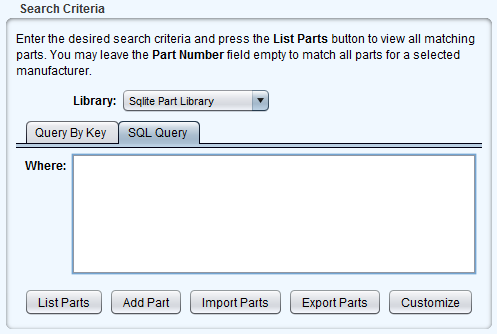 Search Criteria
Enter the desired search criteria and press the List Parts button to view all matching
parts. You may leave the Part Number field empty to match all parts for a selected
manufacturer.
Library: Sqlite Part Library
Query By Key SQL Query
Where:
List Parts Add Part Import Parts Export Parts Customize